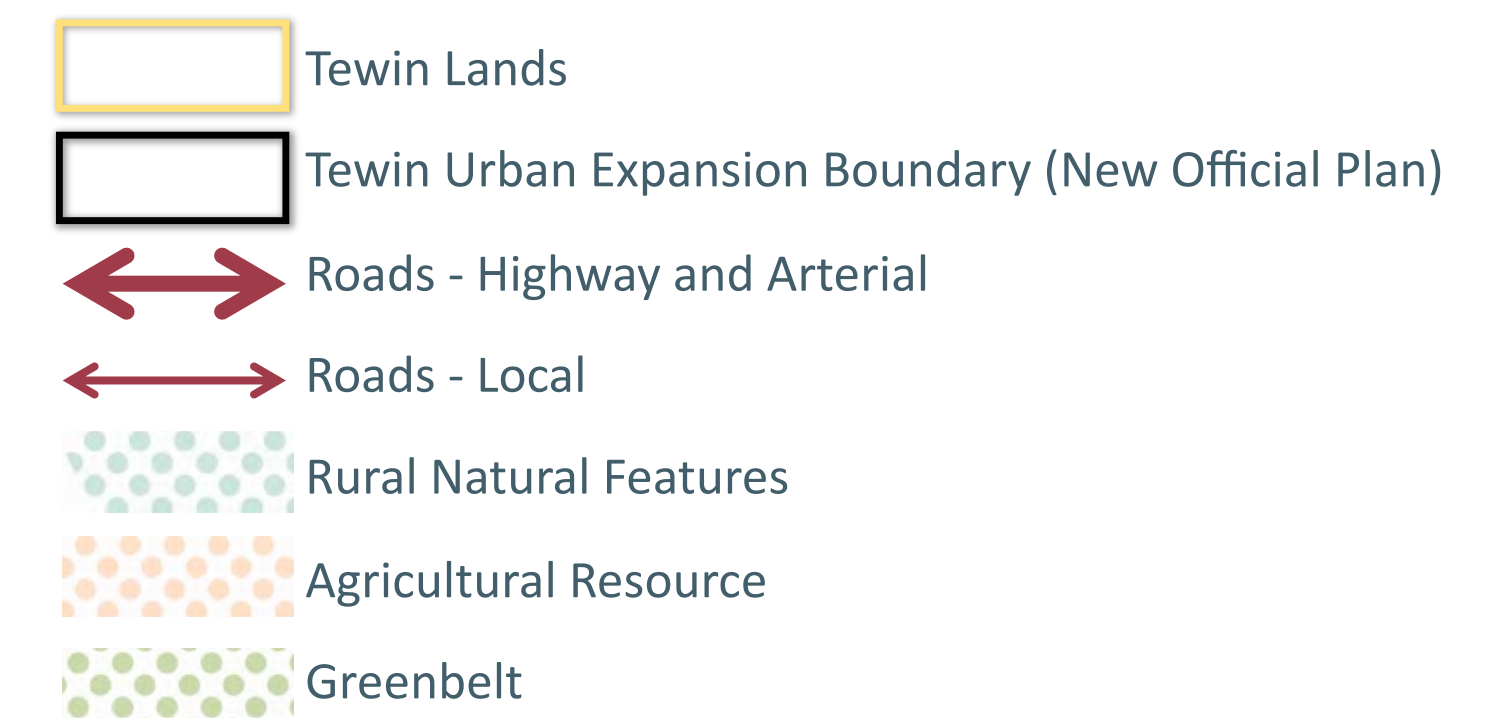 Tewin Lands
Tewin Urban Expansion Boundary (New Official Plan)
Roads - Highway and Arterial
Roads - Local
Rural Natural Features
Agricultural Resource
Greenbelt